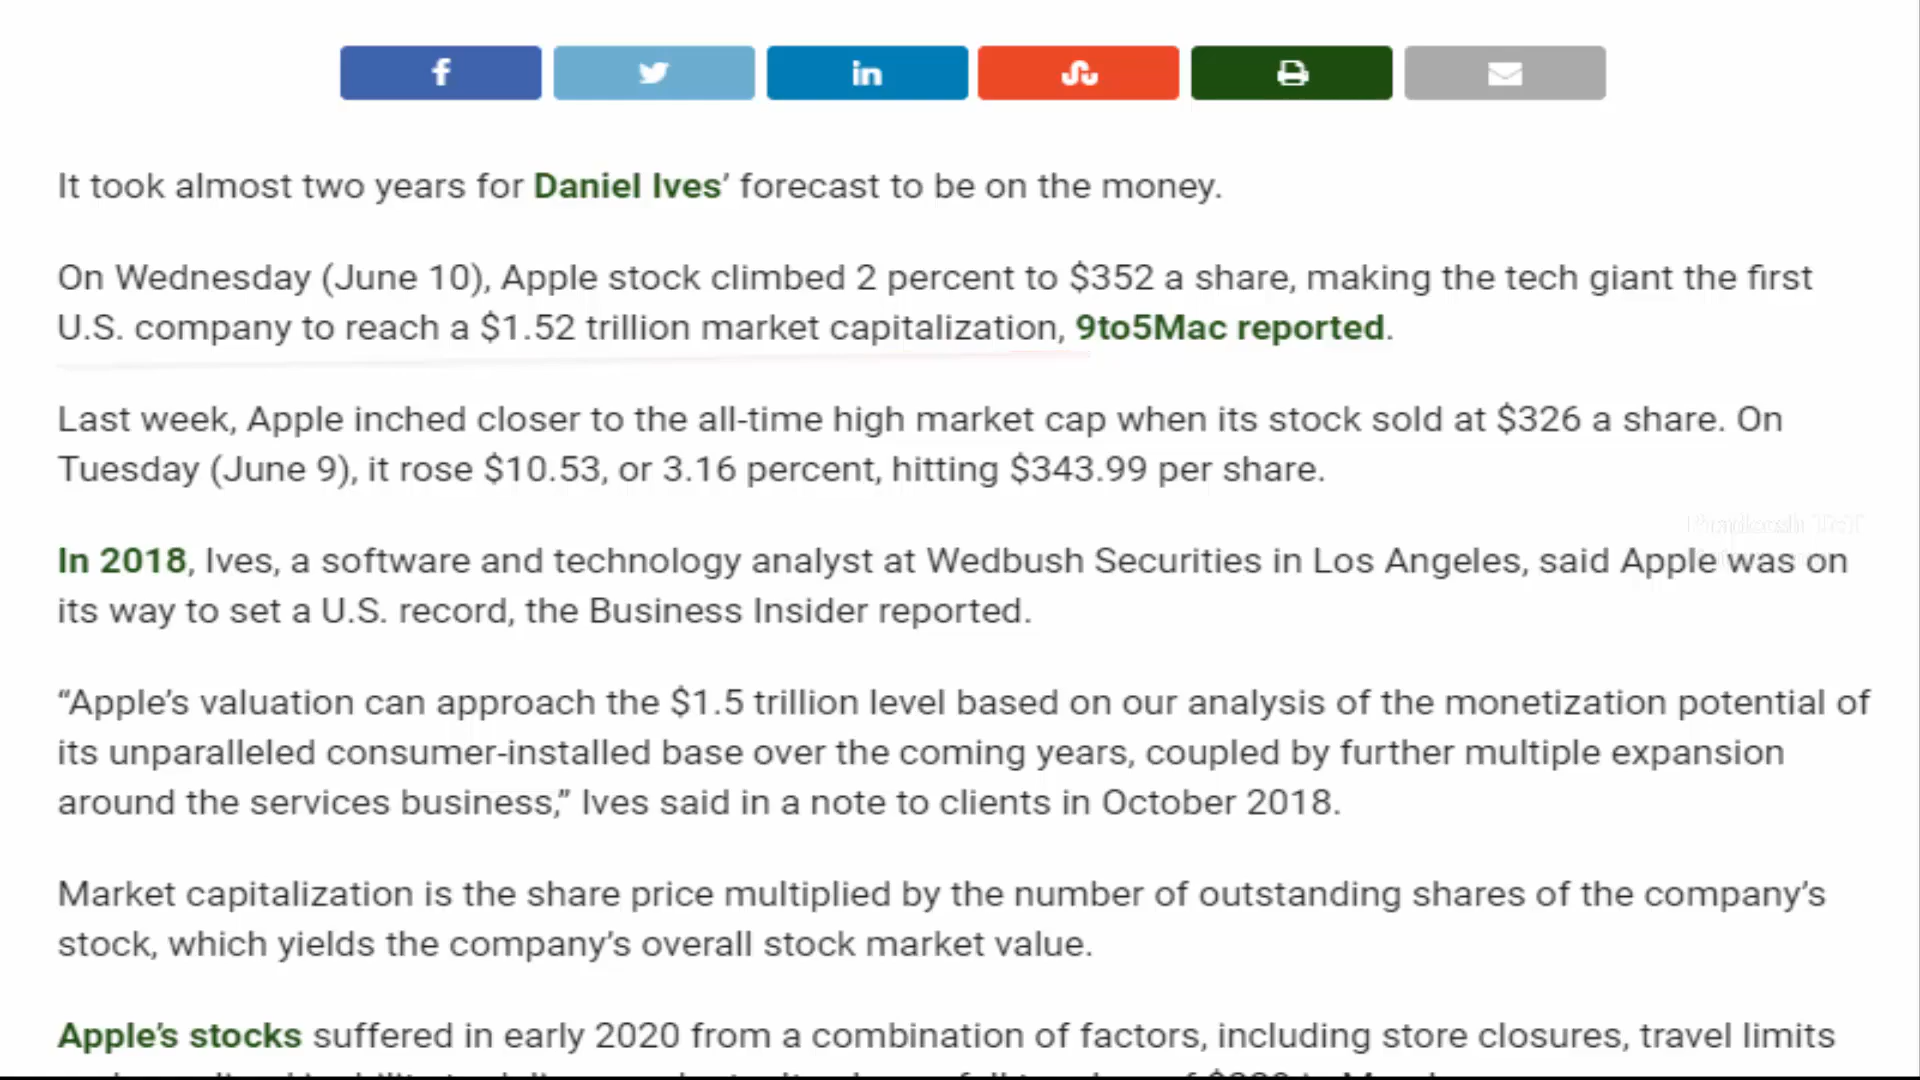 It took almost two years for Daniel Ives’ forecast to be on the money.
On Wednesday (June 10), Apple stock climbed 2 percent to $352 a share, making the tech giant the first
U.S. company to reach a $1.52 trillion market capitalization, 9to5Mac reported.
Last week, Apple inched closer to the all-time high market cap when its stock sold at $326 a share. On
Tuesday (June 9), it rose $10.53, or 3.16 percent, hitting $343.99 per share.
In 2018, Ives, a software and technology analyst at Wedbush Securities in Los Angeles, said Apple was on
its way to set a U.S. record, the Business Insider reported.
“Apple’s valuation can approach the $1.5 trillion level based on our analysis of the monetization potential of
its unparalleled consumer-installed base over the coming years, coupled by further multiple expansion
around the services business,” Ives said in a note to clients in October 2018.
Market capitalization is the share price multiplied by the number of outstanding shares of the company’s
stock, which yields the company’s overall stock market value.
Apple’s stocks suffered in early 2020 from a combination of factors, including store closures, travel limits